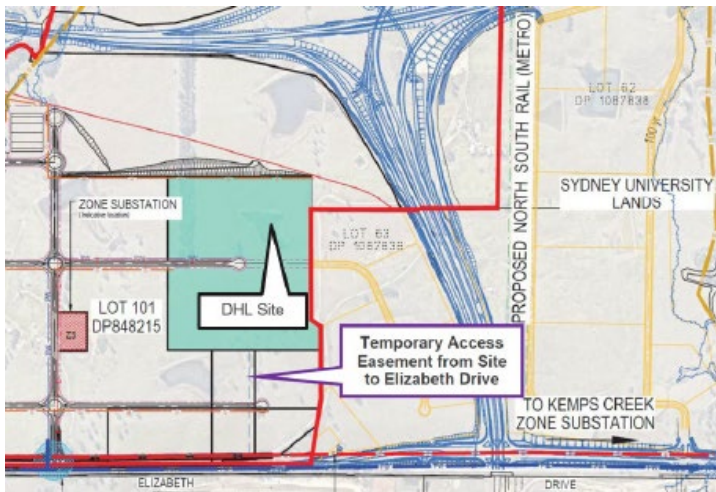 LOT 62
DP 1087838
100 yr
PROPOSED NORTH SOUTH RAIL (METRO)
SYDNEY UNIVERSITY
LANDS
ZONE SUBSTATION
(Indicative location)
LOT 63
DP 1087838
DHL Site
LOT 101
DP848215
Temporary Access
Easement from Site
to Elizabeth Drive
TO KEMPS CREEK
ZONE SUBSTATION
ELIZABETH
DRIVE